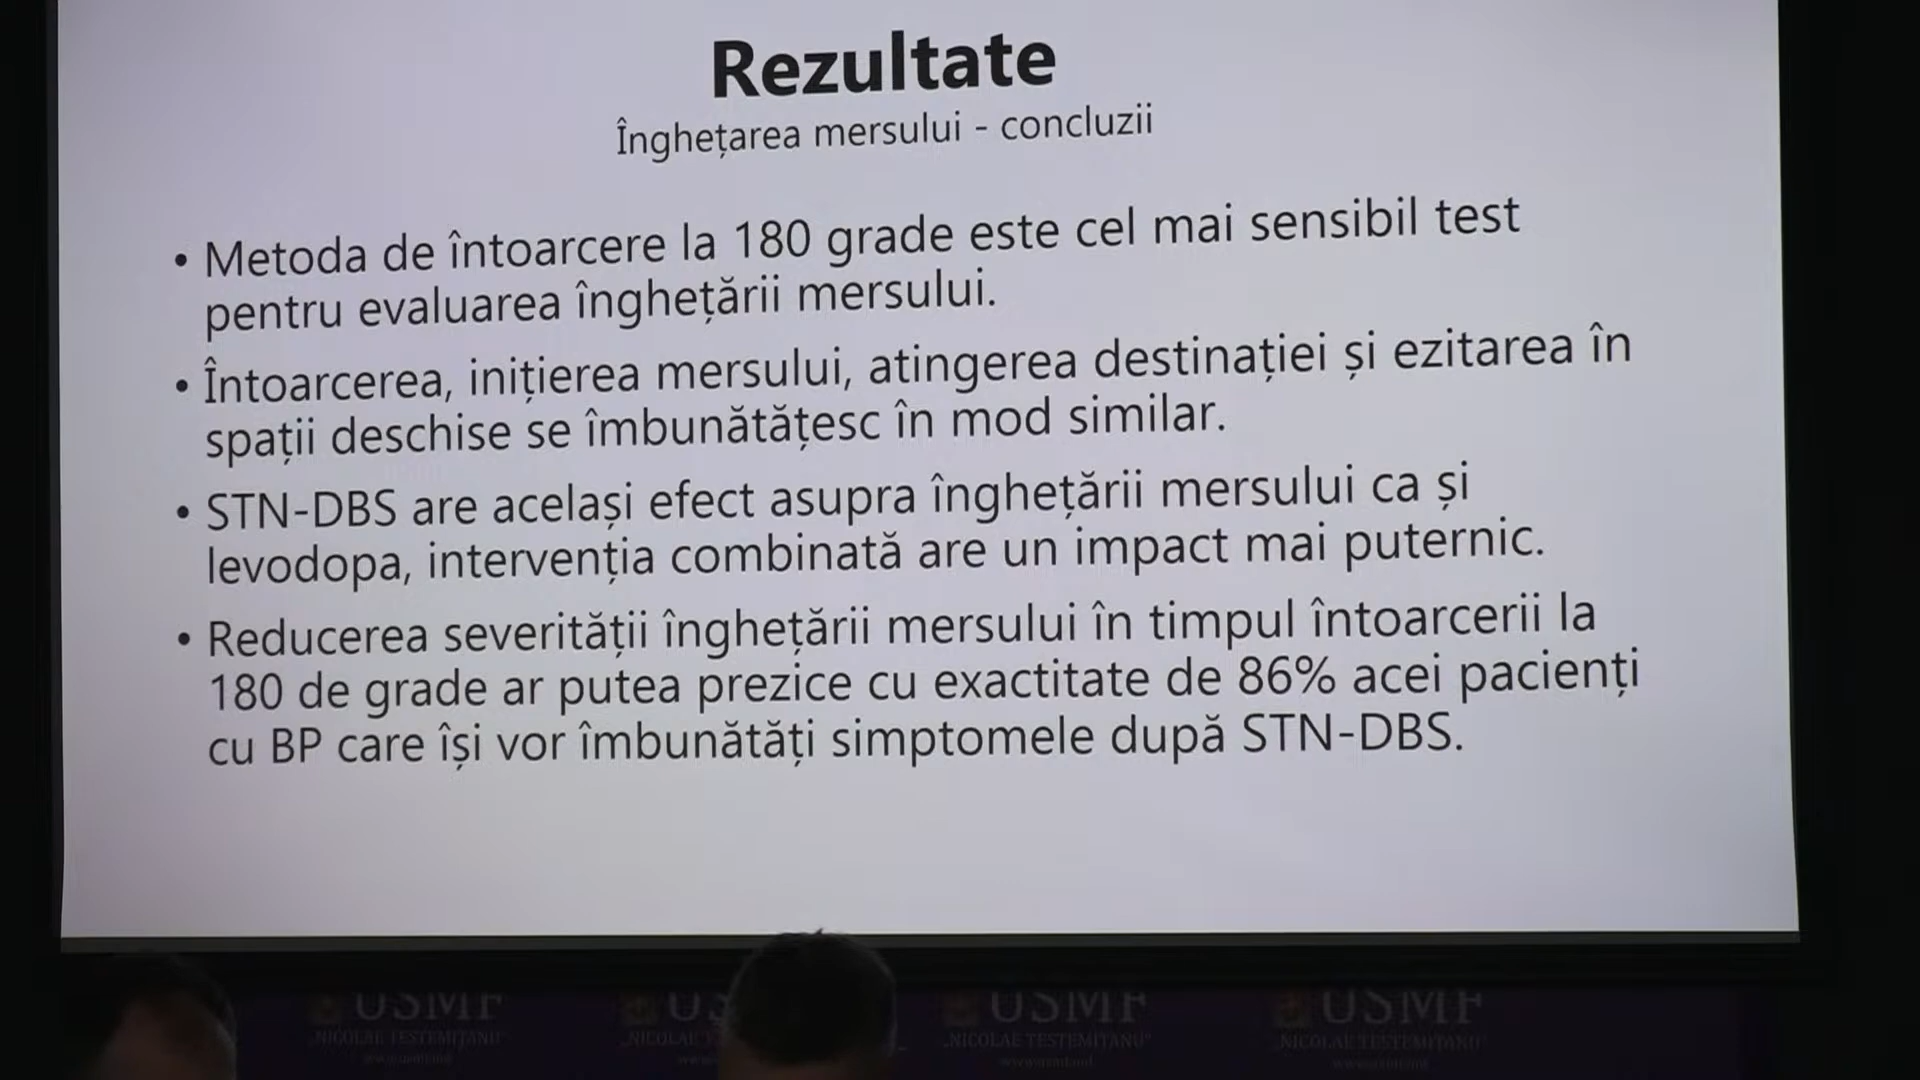 Rezultate
Înghețarea mersului - concluzii
• Metoda de întoarcere la 180 grade este cel mai sensibil test
pentru evaluarea înghețării mersului.
• Întoarcerea, inițierea mersului, atingerea destinației și ezitarea în
spații deschise se îmbunătățesc în mod similar.
• STN-DBS are același efect asupra înghețării mersului ca și
levodopa, intervenția combinată are un impact mai puternic.
• Reducerea severității înghețării mersului în timpul întoarcerii la
180 de grade ar putea prezice cu exactitate de 86% acei pacienți
cu BP care își vor îmbunătăți simptomele după STN-DBS.
USMF US USMF USMF
„NICOLAE TESTEMIȚANU” „NICOLAE „NICOLAE TESTEMIȚANU” „NICOLAE TESTEMIȚANU”